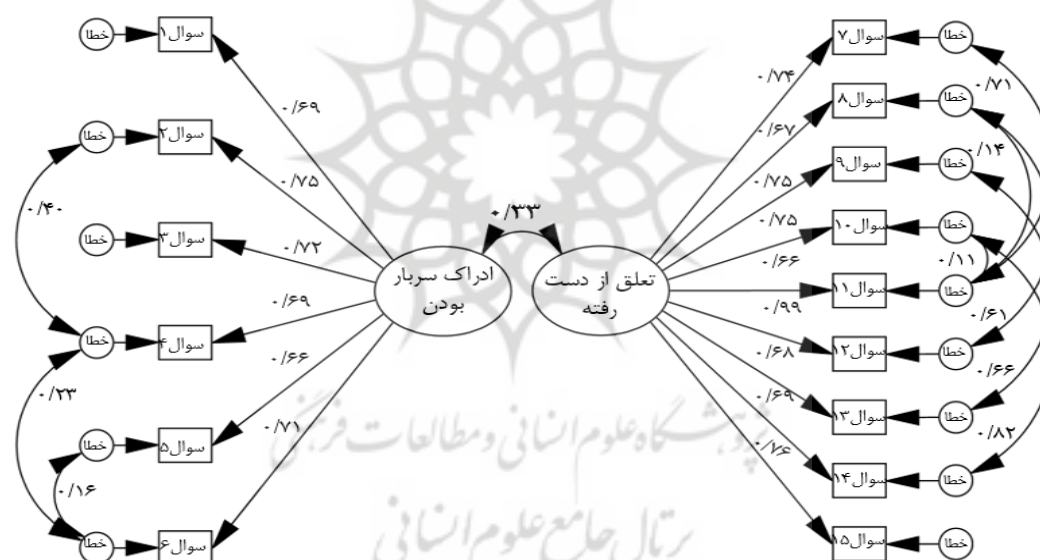 سوال۱
خطا
۰/۶۹
سوال۲
خطا
۰/۷۵
۰/۴۰
سوال۳
خطا
۰/۷۲
سوال۴
خطا
۰/۶۹
۰/۲۳
سوال۵
خطا
۰/۶۶
۰/۱۶
سوال۶
خطا
۰/۷۱
ادراک سربار
بودن
۰/۳۳
تعلق از دست
رفته
سوال۷
خطا
۰/۷۴
۰/۷۱
سوال۸
خطا
۰/۶۷
۰/۱۴
سوال۹
خطا
۰/۷۵
سوال۱۰
خطا
۰/۷۵
۰/۱۱
سوال۱۱
خطا
۰/۶۶
۰/۶۱
سوال۱۲
خطا
۰/۹۹
۰/۶۶
سوال۱۳
خطا
۰/۶۸
۰/۸۲
سوال۱۴
خطا
۰/۶۹
سوال۱۵
خطا
۰/۷۶
پژوهشگاه علوم انسانی و مطالعات فرهنگی
پرتال جامع علوم انسانی